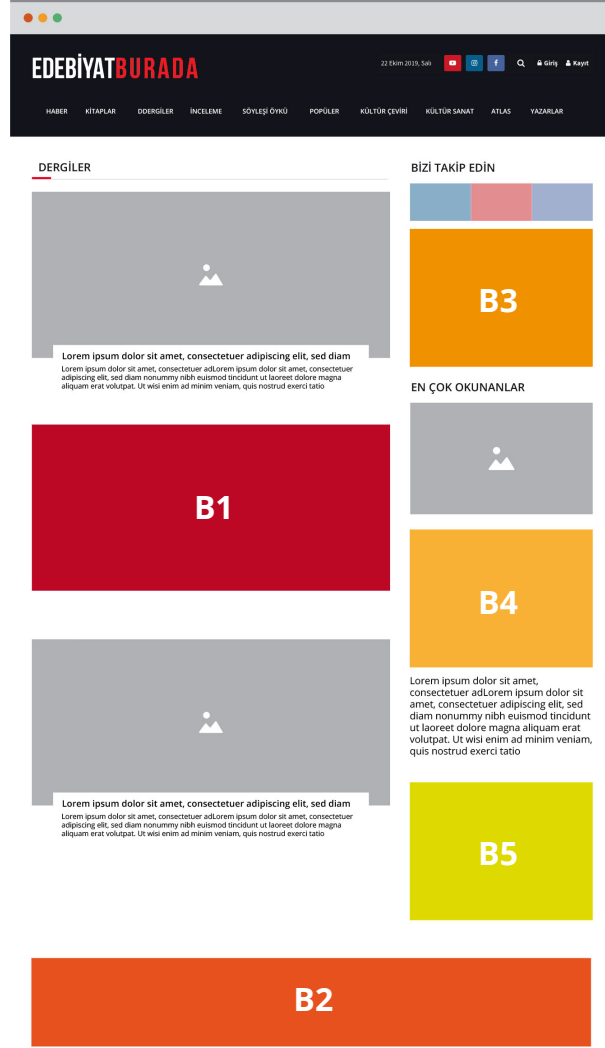 EDEBİYATBURADA
22 Ekim 2019, Salı
Giriş
Kayıt
HABER KİTAPLAR DDERGİLER İNCELEME SÖYLEŞİ ÖYKÜ POPÜLER KÜLTÜR ÇEVİRİ KÜLTÜR SANAT ATLAS YAZARLAR
DERGİLER
Lorem ipsum dolor sit amet, consectetuer adipiscing elit, sed diam
Lorem ipsum dolor sit amet, consectetuer adLorem ipsum dolor sit amet, consectetuer
adipiscing elit, sed diam nonummy nibh euismod tincidunt ut laoreet dolore magna
aliquam erat volutpat. Ut wisi enim ad minim veniam, quis nostrud exerci tatio
B1
Lorem ipsum dolor sit amet, consectetuer adipiscing elit, sed diam
Lorem ipsum dolor sit amet, consectetuer adLorem ipsum dolor sit amet, consectetuer
adipiscing elit, sed diam nonummy nibh euismod tincidunt ut laoreet dolore magna
aliquam erat volutpat. Ut wisi enim ad minim veniam, quis nostrud exerci tatio
BİZİ TAKİP EDİN
B3
EN ÇOK OKUNANLAR
B4
Lorem ipsum dolor sit amet,
consectetuer adLorem ipsum dolor sit
amet, consectetuer adipiscing elit, sed
diam nonummy nibh euismod tincidunt
ut laoreet dolore magna aliquam erat
volutpat. Ut wisi enim ad minim veniam,
quis nostrud exerci tatio
B5
B2